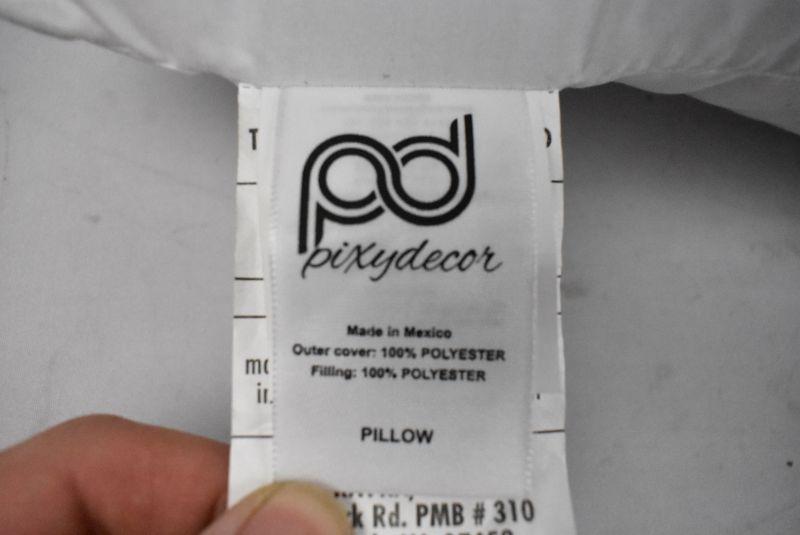 pd
pixydecor
Made in Mexico
Outer cover: 100% POLYESTER
Filling: 100% POLYESTER
PILLOW
Rd. PMB # 310